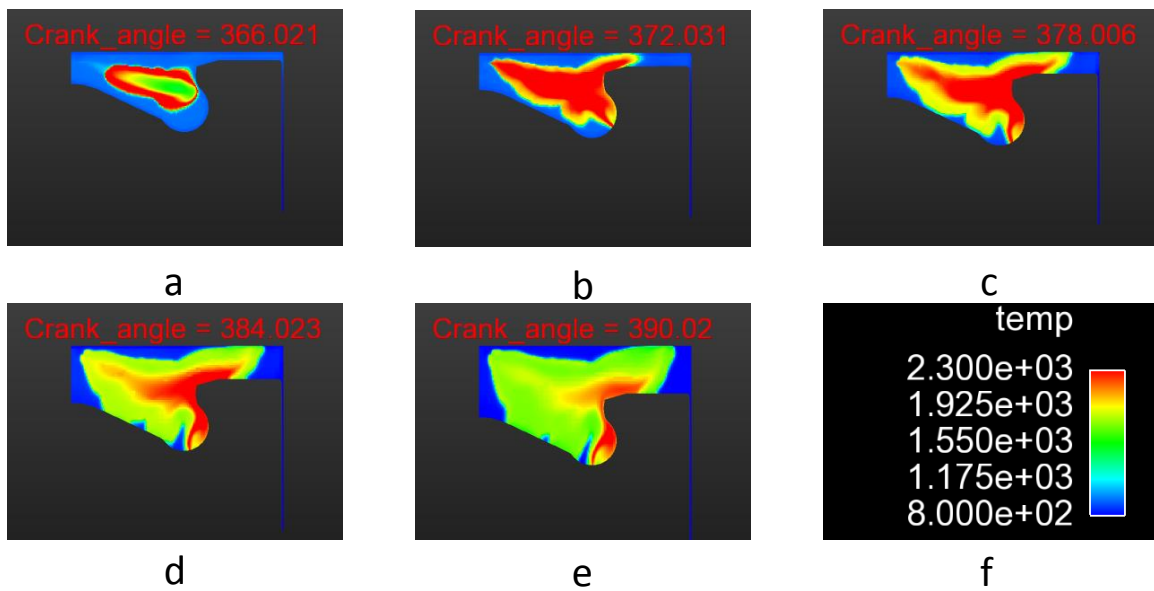 Crank_angle = 366.021
Crank_angle = 372.031
Crank_angle = 378.006
a
b
c
Crank_angle = 384.023
Crank_angle = 390.02
temp
2.300e+03
1.925e+03
1.550e+03
1.175e+03
8.000e+02
d
e
f